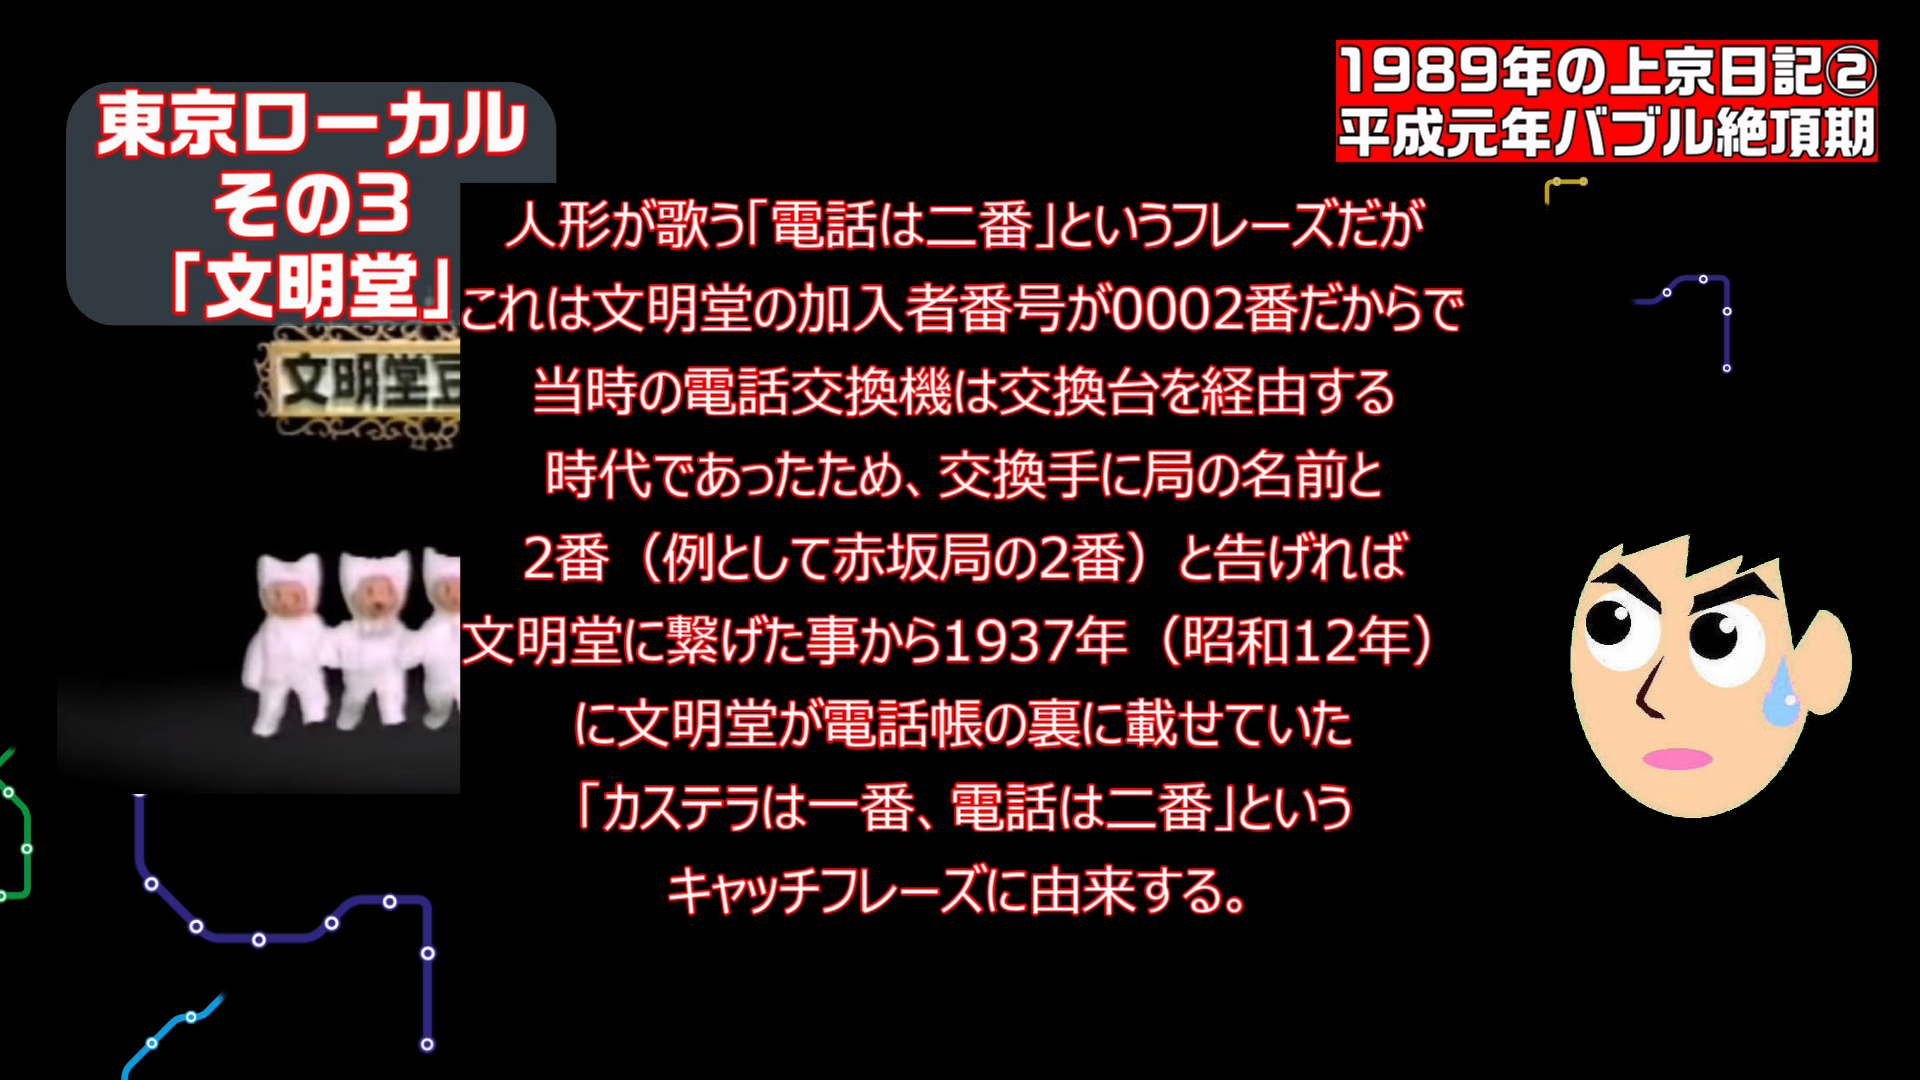 東京ローカル
その3
「文明堂」
1989年の上京日記②
平成元年バブル絶頂期
人形が歌う「電話は二番」というフレーズだが
これは文明堂の加入者番号が0002番だからで
当時の電話交換機は交換台を経由する
時代であったため、交換手に局の名前と
2番（例として赤坂局の2番）と告げれば
文明堂に繋げた事から1937年（昭和12年）
に文明堂が電話帳の裏に載せていた
「カステラは一番、電話は二番」という
キャッチフレーズに由来する。
文明堂